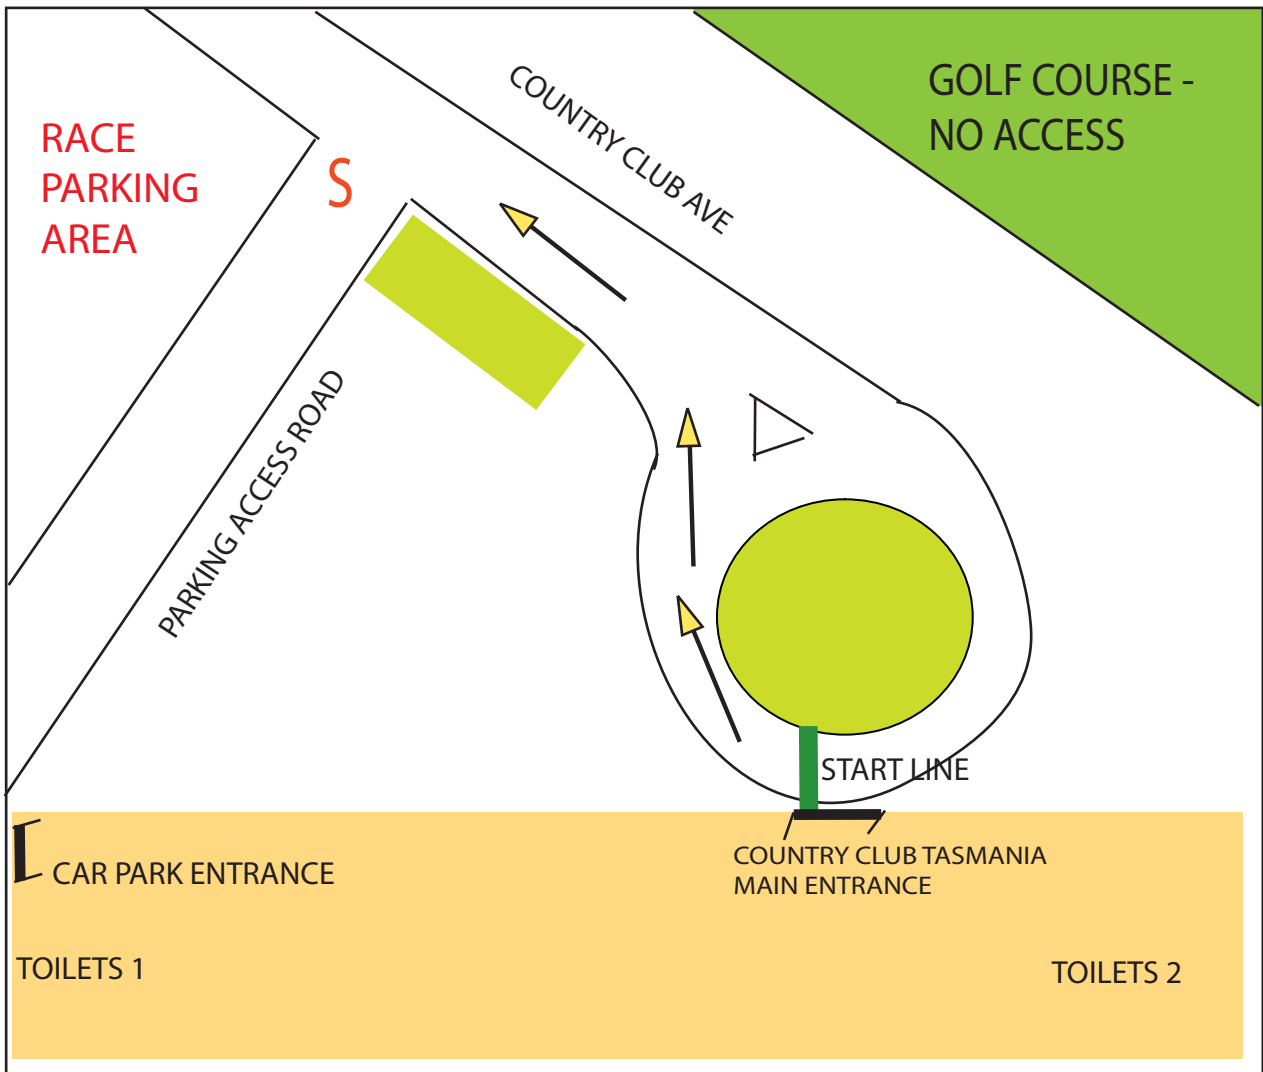 GOLF COURSE -
NO ACCESS
COUNTRY CLUB AVE
RACE
PARKING
AREA
S
PARKING ACCESS ROAD
START LINE
COUNTRY CLUB TASMANIA
MAIN ENTRANCE
CAR PARK ENTRANCE
TOILETS 1
TOILETS 2